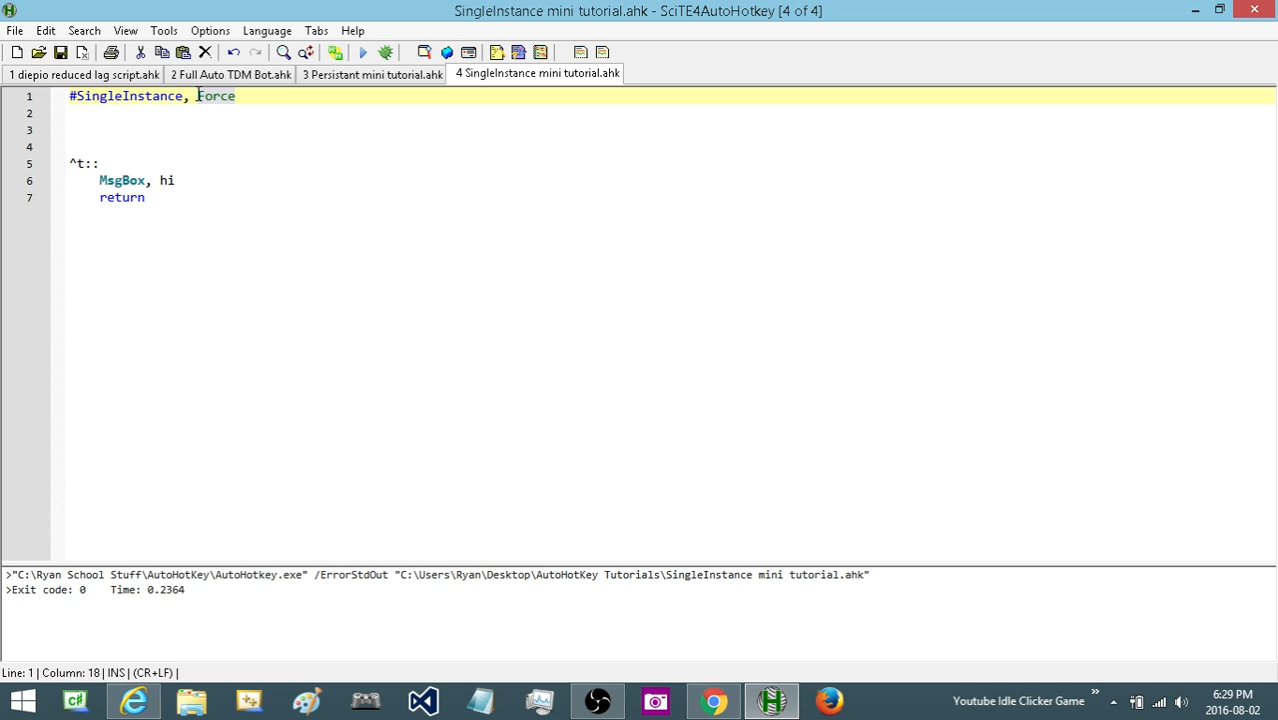 SingleInstance mini tutorial.ahk - SciTE4AutoHotkey [4 of 4]
File Edit Search View Tools Options Language Tabs Help
1 diepio reduced lag script.ahk 2 Full Auto TDM Bot.ahk 3 Persistant mini tutorial.ahk 4 SingleInstance mini tutorial.ahk
1 #SingleInstance, Force
2
3
4
5 ^t::
6 MsgBox, hi
7 return
>"C:\Ryan School Stuff\AutoHotKey\AutoHotkey.exe" /ErrorStdOut "C:\Users\Ryan\Desktop\AutoHotKey Tutorials\SingleInstance mini tutorial.ahk"
>Exit code: 0 Time: 0.2364
Line: 1 | Column: 18 | INS | (CR+LF) |
C#
Youtube Idle Clicker Game
6:29 PM
2016-08-02